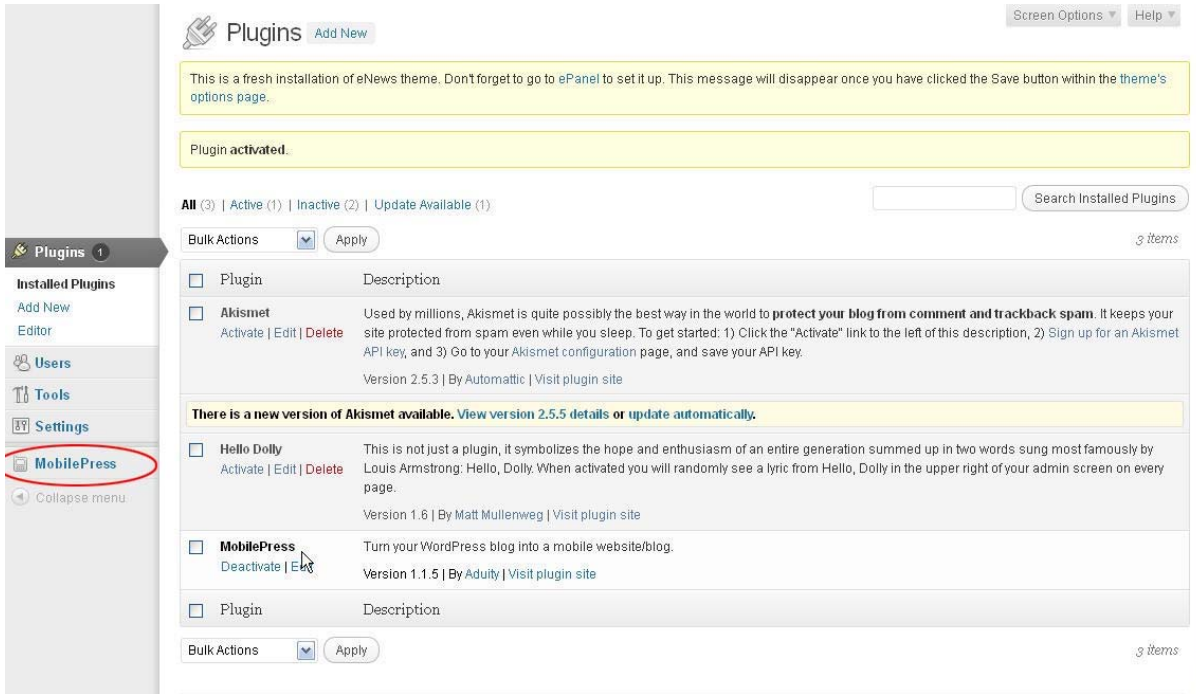 Screen Options
Help
Plugins Add New
This is a fresh installation of eNews theme. Don't forget to go to ePanel to set it up. This message will disappear once you have clicked the Save button within the theme's
options page.
Plugin activated.
All (3) | Active (1) | Inactive (2) | Update Available (1)
Search Installed Plugins
Bulk Actions
Apply
3 items
Plugins 1
Installed Plugins
Add New
Editor
Users
Tools
Settings
MobilePress
Collapse menu
Plugin Description
Akismet
Activate | Edit | Delete
Used by millions, Akismet is quite possibly the best way in the world to protect your blog from comment and trackback spam. It keeps your
site protected from spam even while you sleep. To get started: 1) Click the "Activate" link to the left of this description, 2) Sign up for an Akismet
API key, and 3) Go to your Akismet configuration page, and save your API key.
Version 2.5.3 | By Automattic | Visit plugin site
There is a new version of Akismet available. View version 2.5.5 details or update automatically.
Hello Dolly
Activate | Edit | Delete
This is not just a plugin, it symbolizes the hope and enthusiasm of an entire generation summed up in two words sung most famously by
Louis Armstrong: Hello, Dolly. When activated you will randomly see a lyric from Hello, Dolly in the upper right of your admin screen on every
page.
Version 1.6 | By Matt Mullenweg | Visit plugin site
MobilePress
Deactivate | Edit
Turn your WordPress blog into a mobile website/blog.
Version 1.1.5 | By Aduity | Visit plugin site
Plugin Description
Bulk Actions
Apply
3 items